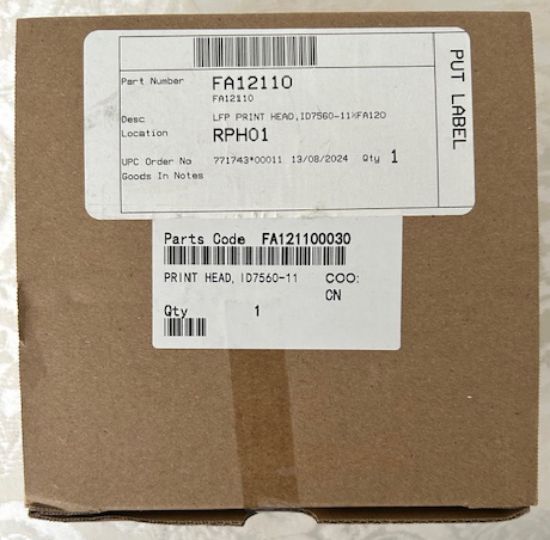 Part Number FA12110
FA12110
Desc LFP PRINT HEAD,ID7560-11%FA120
Location RPH01
UPC Order No 771743*00011 13/08/2024 Qty 1
Goods In Notes
PUT LABEL
Parts Code FA121100030
PRINT HEAD,ID7560-11 COO:
CN
Qty 1